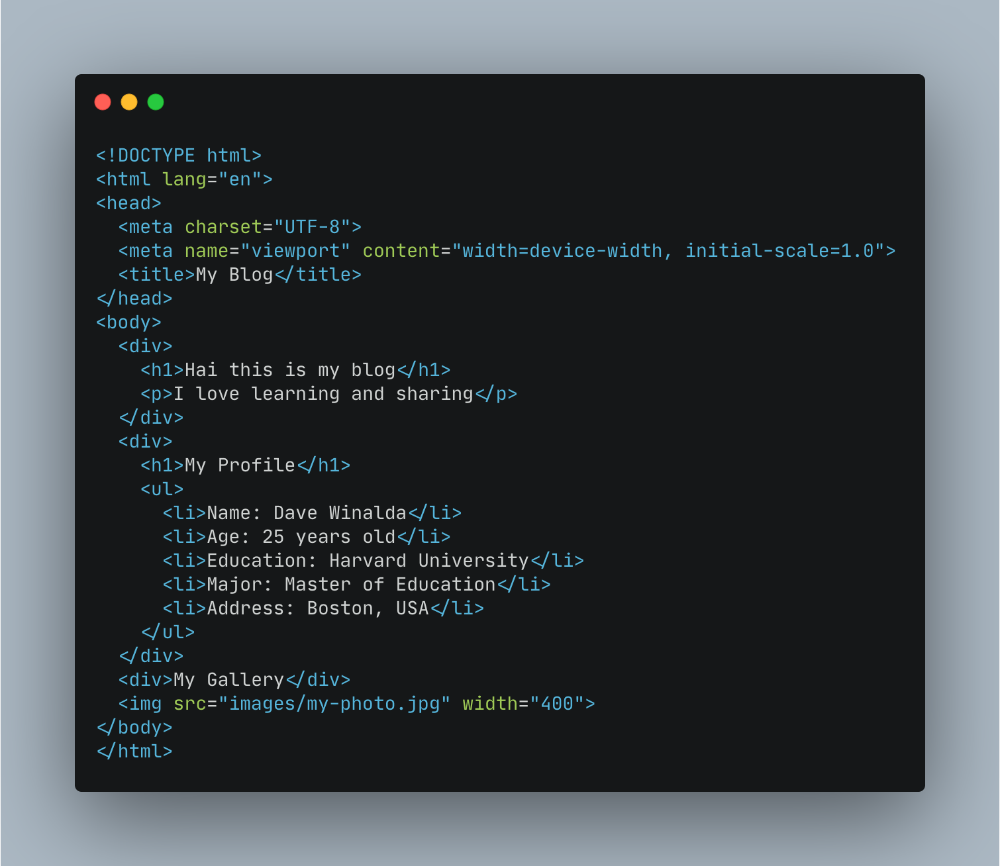 <!DOCTYPE html>
<html lang="en">
<head>
  <meta charset="UTF-8">
  <meta name="viewport" content="width=device-width, initial-scale=1.0">
  <title>My Blog</title>
</head>
<body>
  <div>
    <h1>Hai this is my blog</h1>
    <p>I love learning and sharing</p>
  </div>
  <div>
    <h1>My Profile</h1>
    <ul>
      <li>Name: Dave Winalda</li>
      <li>Age: 25 years old</li>
      <li>Education: Harvard University</li>
      <li>Major: Master of Education</li>
      <li>Address: Boston, USA</li>
    </ul>
  </div>
  <div>My Gallery</div>
  <img src="images/my-photo.jpg" width="400">
</body>
</html>